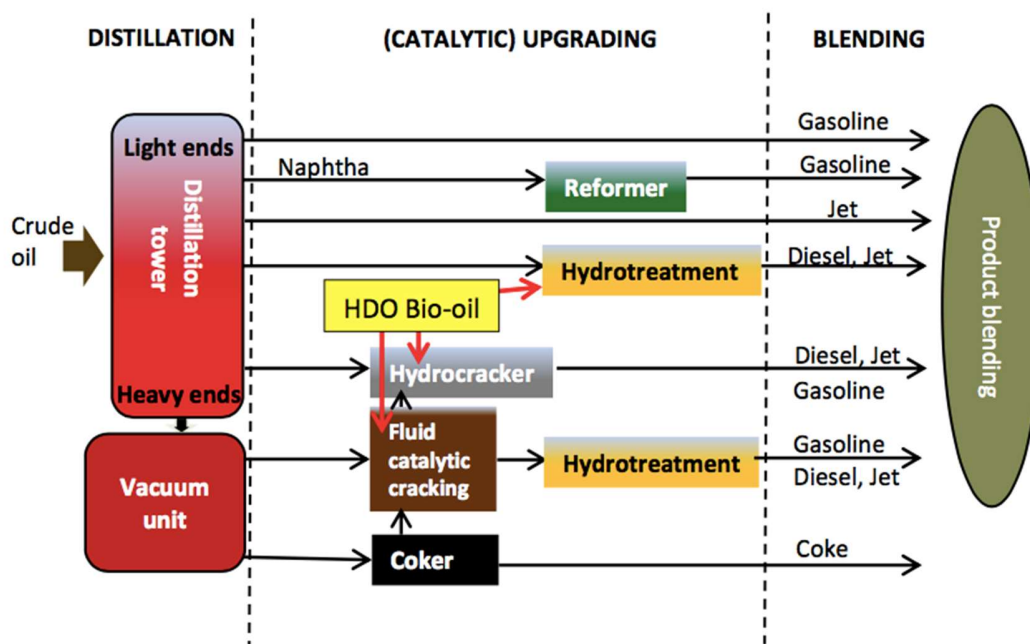 DISTILLATION
(CATALYTIC) UPGRADING
BLENDING
Light ends
Distillation
tower
Heavy ends
Crude
oil
Vacuum
unit
Naphtha
Reformer
Hydrotreatment
HDO Bio-oil
Hydrocracker
Fluid
catalytic
cracking
Hydrotreatment
Coker
Gasoline
Gasoline
Jet
Diesel, Jet
Diesel, Jet
Gasoline
Gasoline
Diesel, Jet
Coke
Product blending